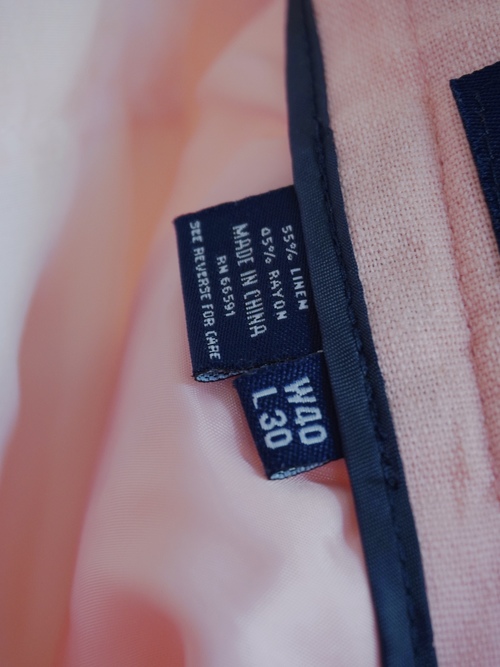 55% LINEN
45% RAYON
MADE IN CHINA
RN 66591
SEE REVERSE FOR CARE
W40
L30